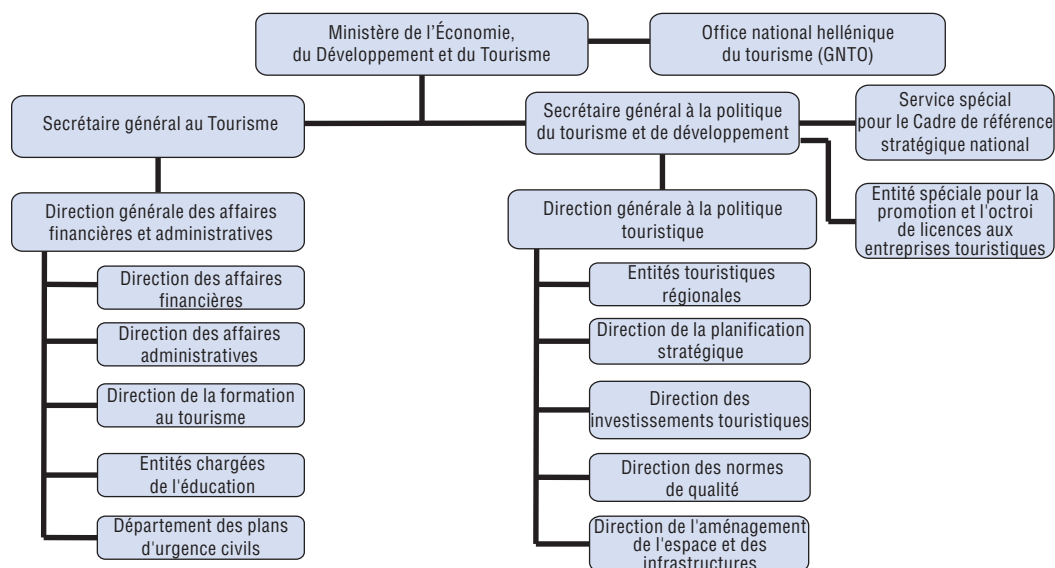 Ministère de l’Économie,
du Développement et du Tourisme
Office national hellénique
du tourisme (GNTO)
Secrétaire général au Tourisme
Secrétaire général à la politique
du tourisme et de développement
Service spécial
pour le Cadre de référence
stratégique national
Entité spéciale pour la
promotion et l'octroi
de licences aux
entreprises touristiques
Direction générale des affaires
financières et administratives
Direction générale à la politique
touristique
Direction des affaires
financières
Direction des affaires
administratives
Direction de la formation
au tourisme
Entités chargées
de l'éducation
Département des plans
d'urgence civils
Entités touristiques
régionales
Direction de la planification
stratégique
Direction des
investissements touristiques
Direction des normes
de qualité
Direction de l'aménagement
de l'espace et des
infrastructures